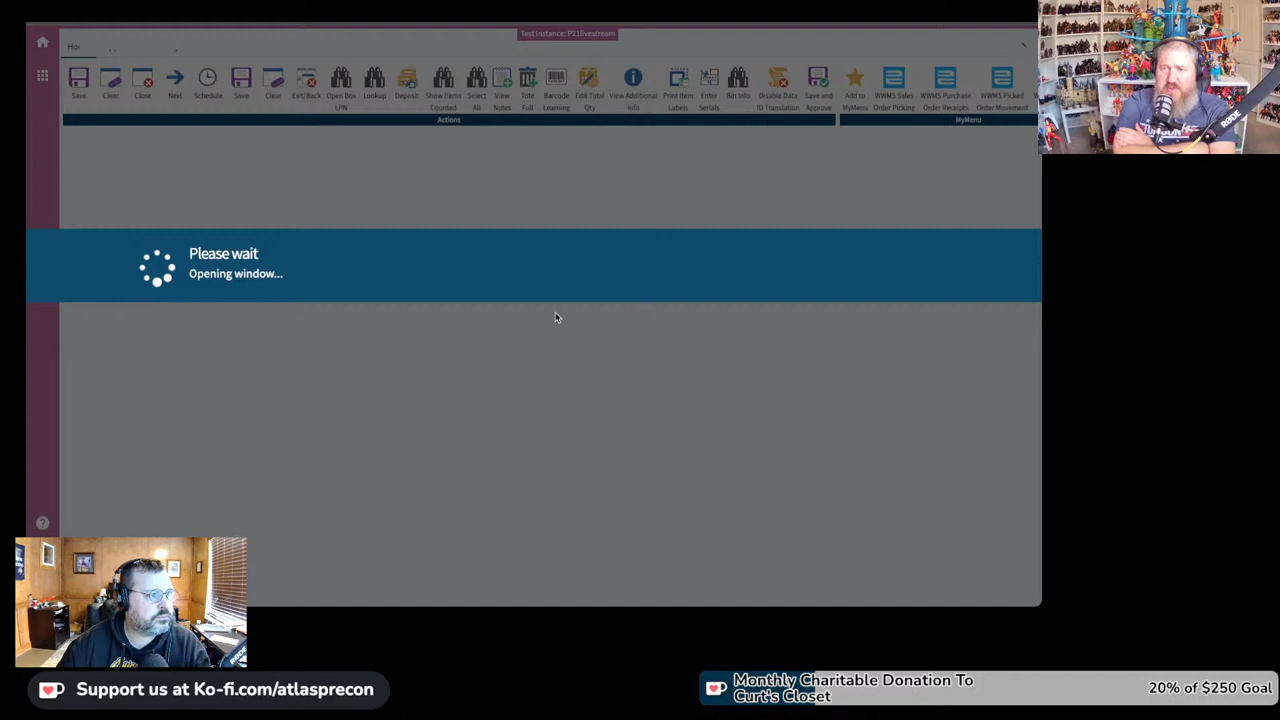 Test Instance: P21livestream
Save
Clear
Close
Next
Schedule
Save
Clear
Exit/Back
Open Box
LPN
Lookup
Deposit
Show Items
Counted
Select
All
View
Notes
Tote
Full
Barcode
Learning
Edit Total
Qty
View Additional
Info
Print Item
Labels
Enter
Serials
Bin Info
Disable Data
ID Translation
Save and
Approve
Add to
MyMenu
WWMS Sales
Order Picking
WWMS Purchase
Order Receipts
WWMS Picked
Order Movement
Actions
MyMenu
Please wait
Opening window...
RØDE
Support us at Ko-fi.com/atlasprecon
Monthly Charitable Donation To
Curt's Closet
20% of $250 Goal